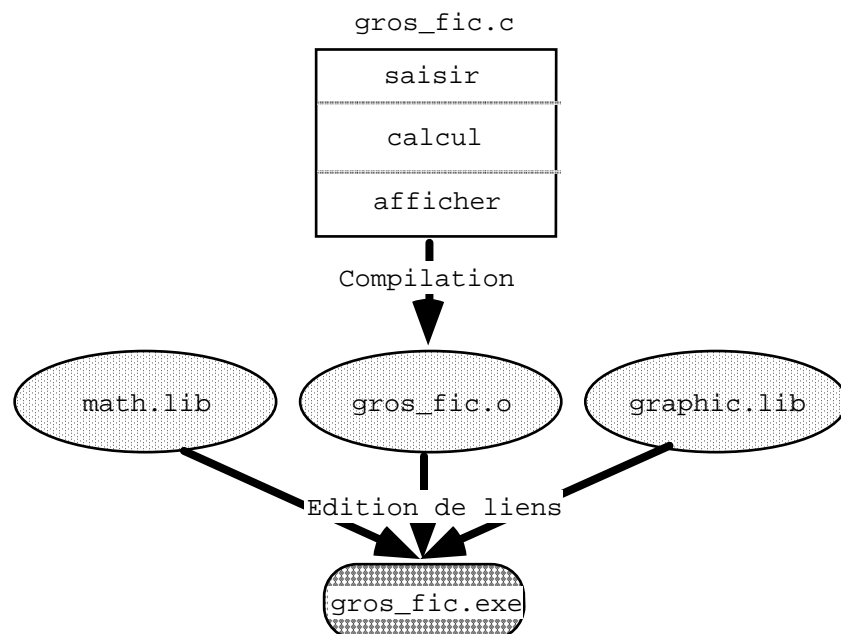 gros_fic.c
saisir
calcul
afficher
Compilation
math.lib
gros_fic.o
graphic.lib
Edition de liens
gros_fic.exe